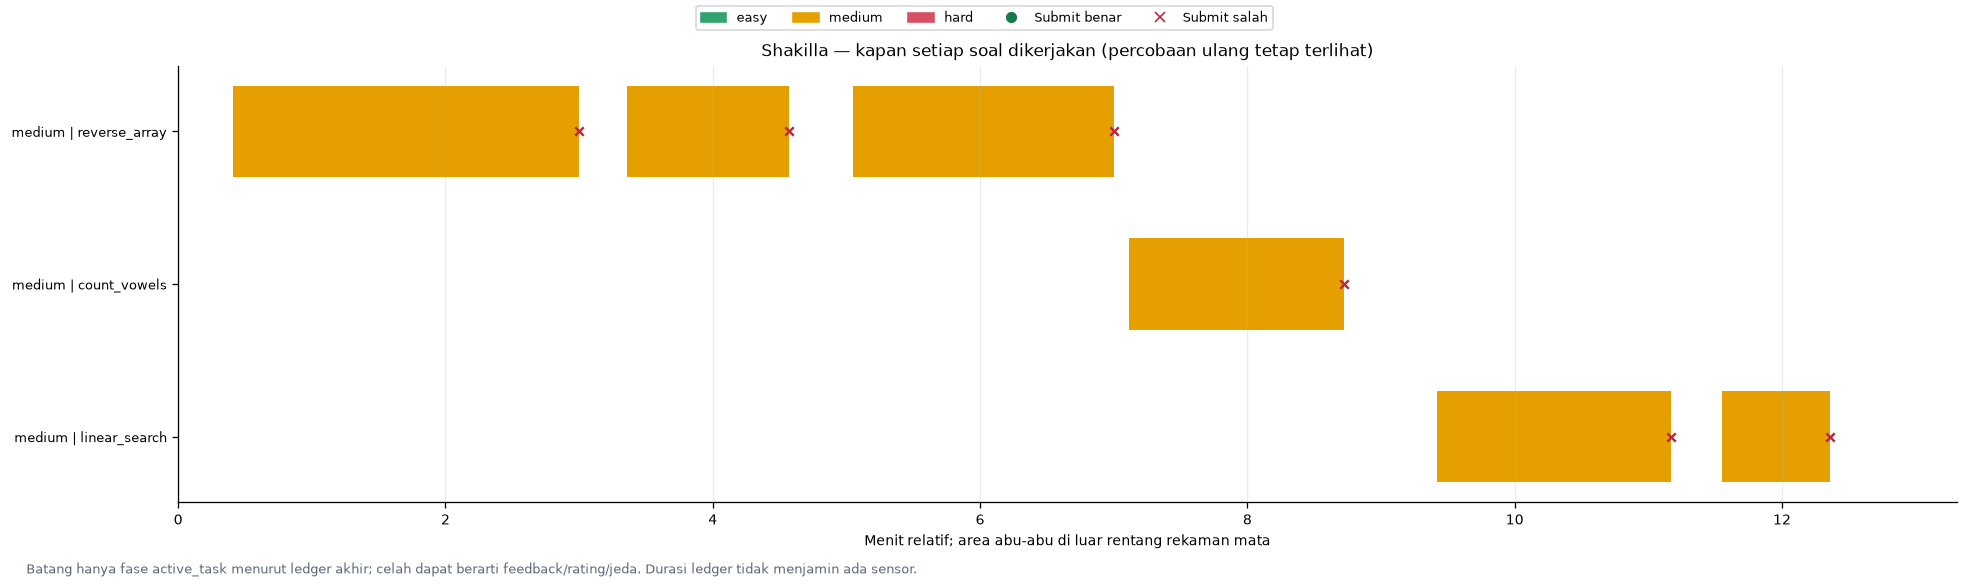 easy medium hard Submit benar Submit salah
Shakilla — kapan setiap soal dikerjakan (percobaan ulang tetap terlihat)
medium | reverse_array
medium | count_vowels
medium | linear_search
0 2 4 6 8 10 12
Menit relatif; area abu-abu di luar rentang rekaman mata
Batang hanya fase active_task menurut ledger akhir; celah dapat berarti feedback/rating/jeda. Durasi ledger tidak menjamin ada sensor.